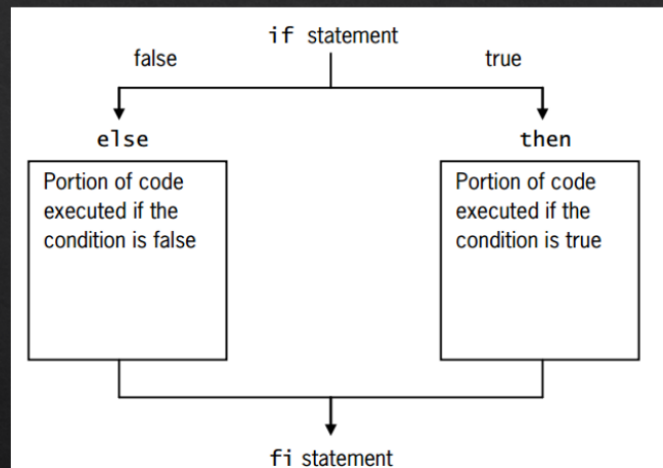 if statement
false
true
else
then
Portion of code
executed if the
condition is false
Portion of code
executed if the
condition is true
fi statement